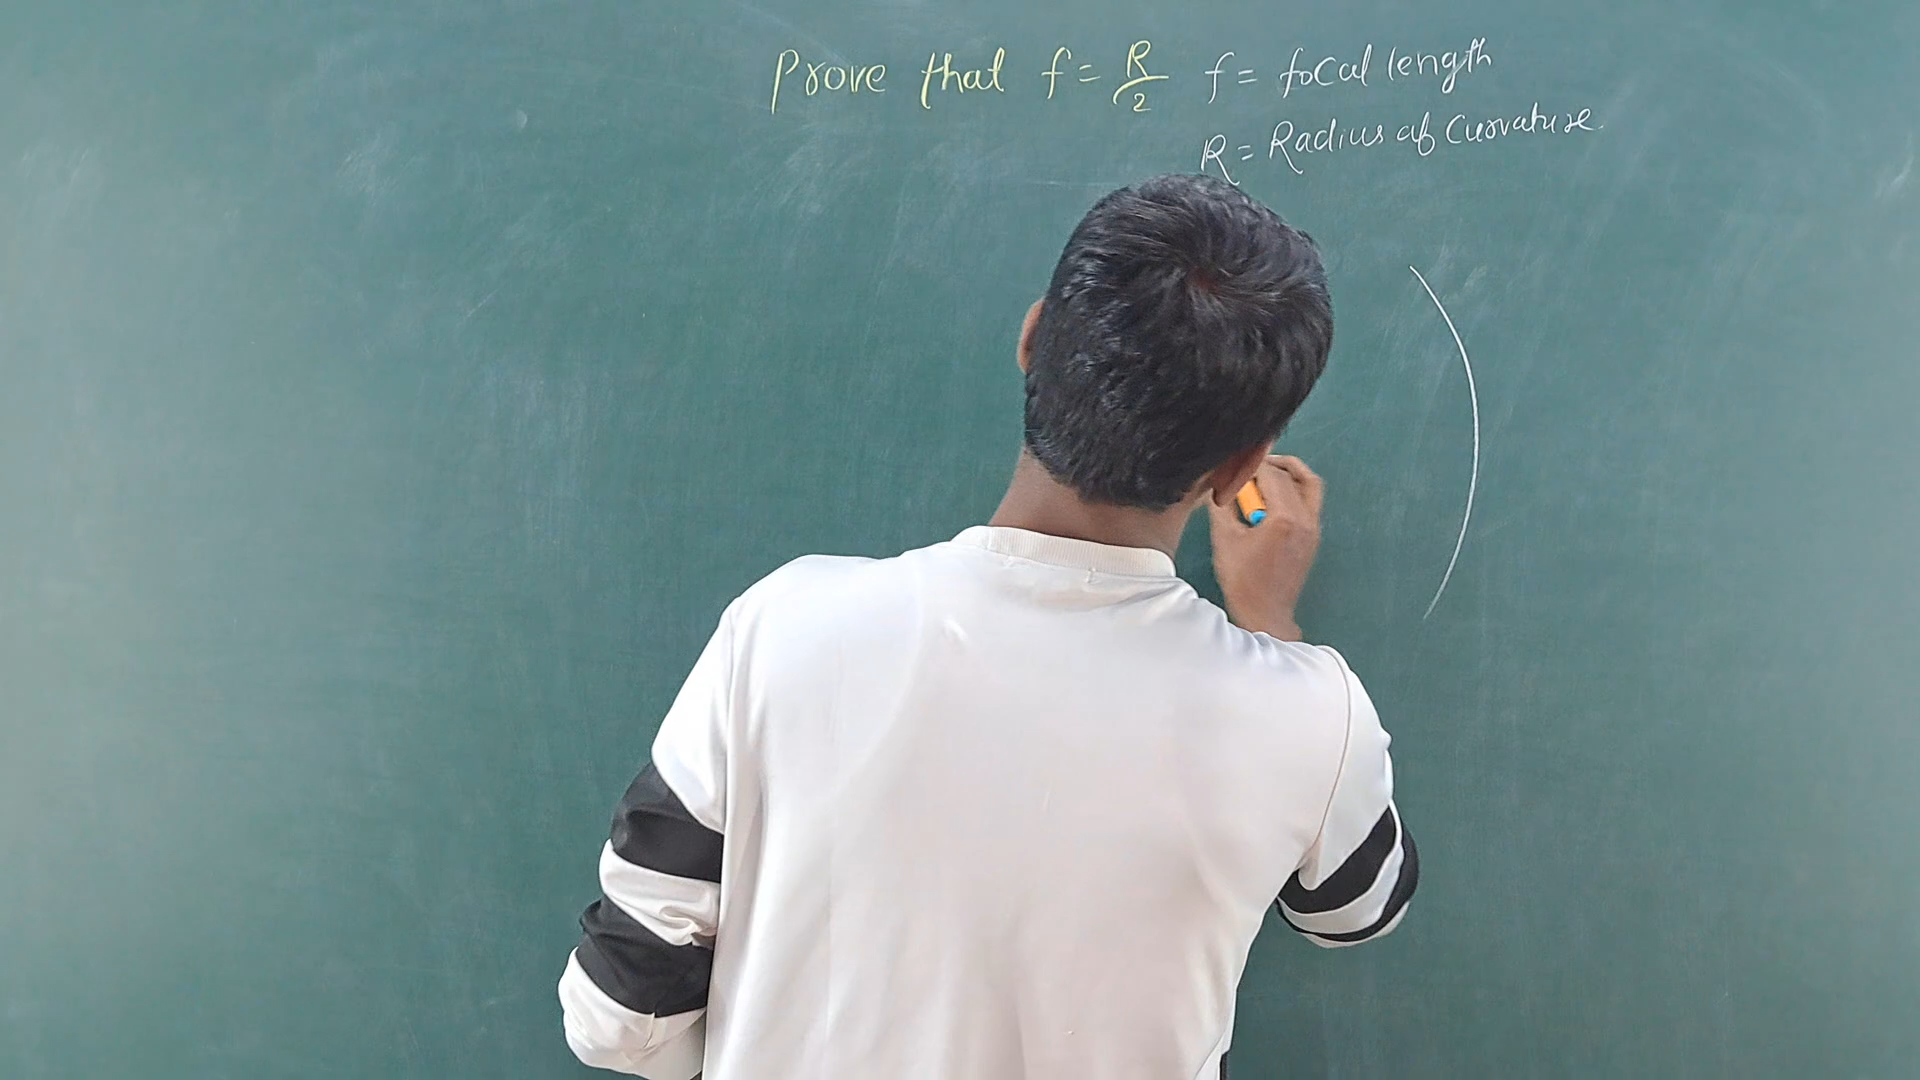 Prove that f = R/2 f = focal length
R = Radius of Curvature.